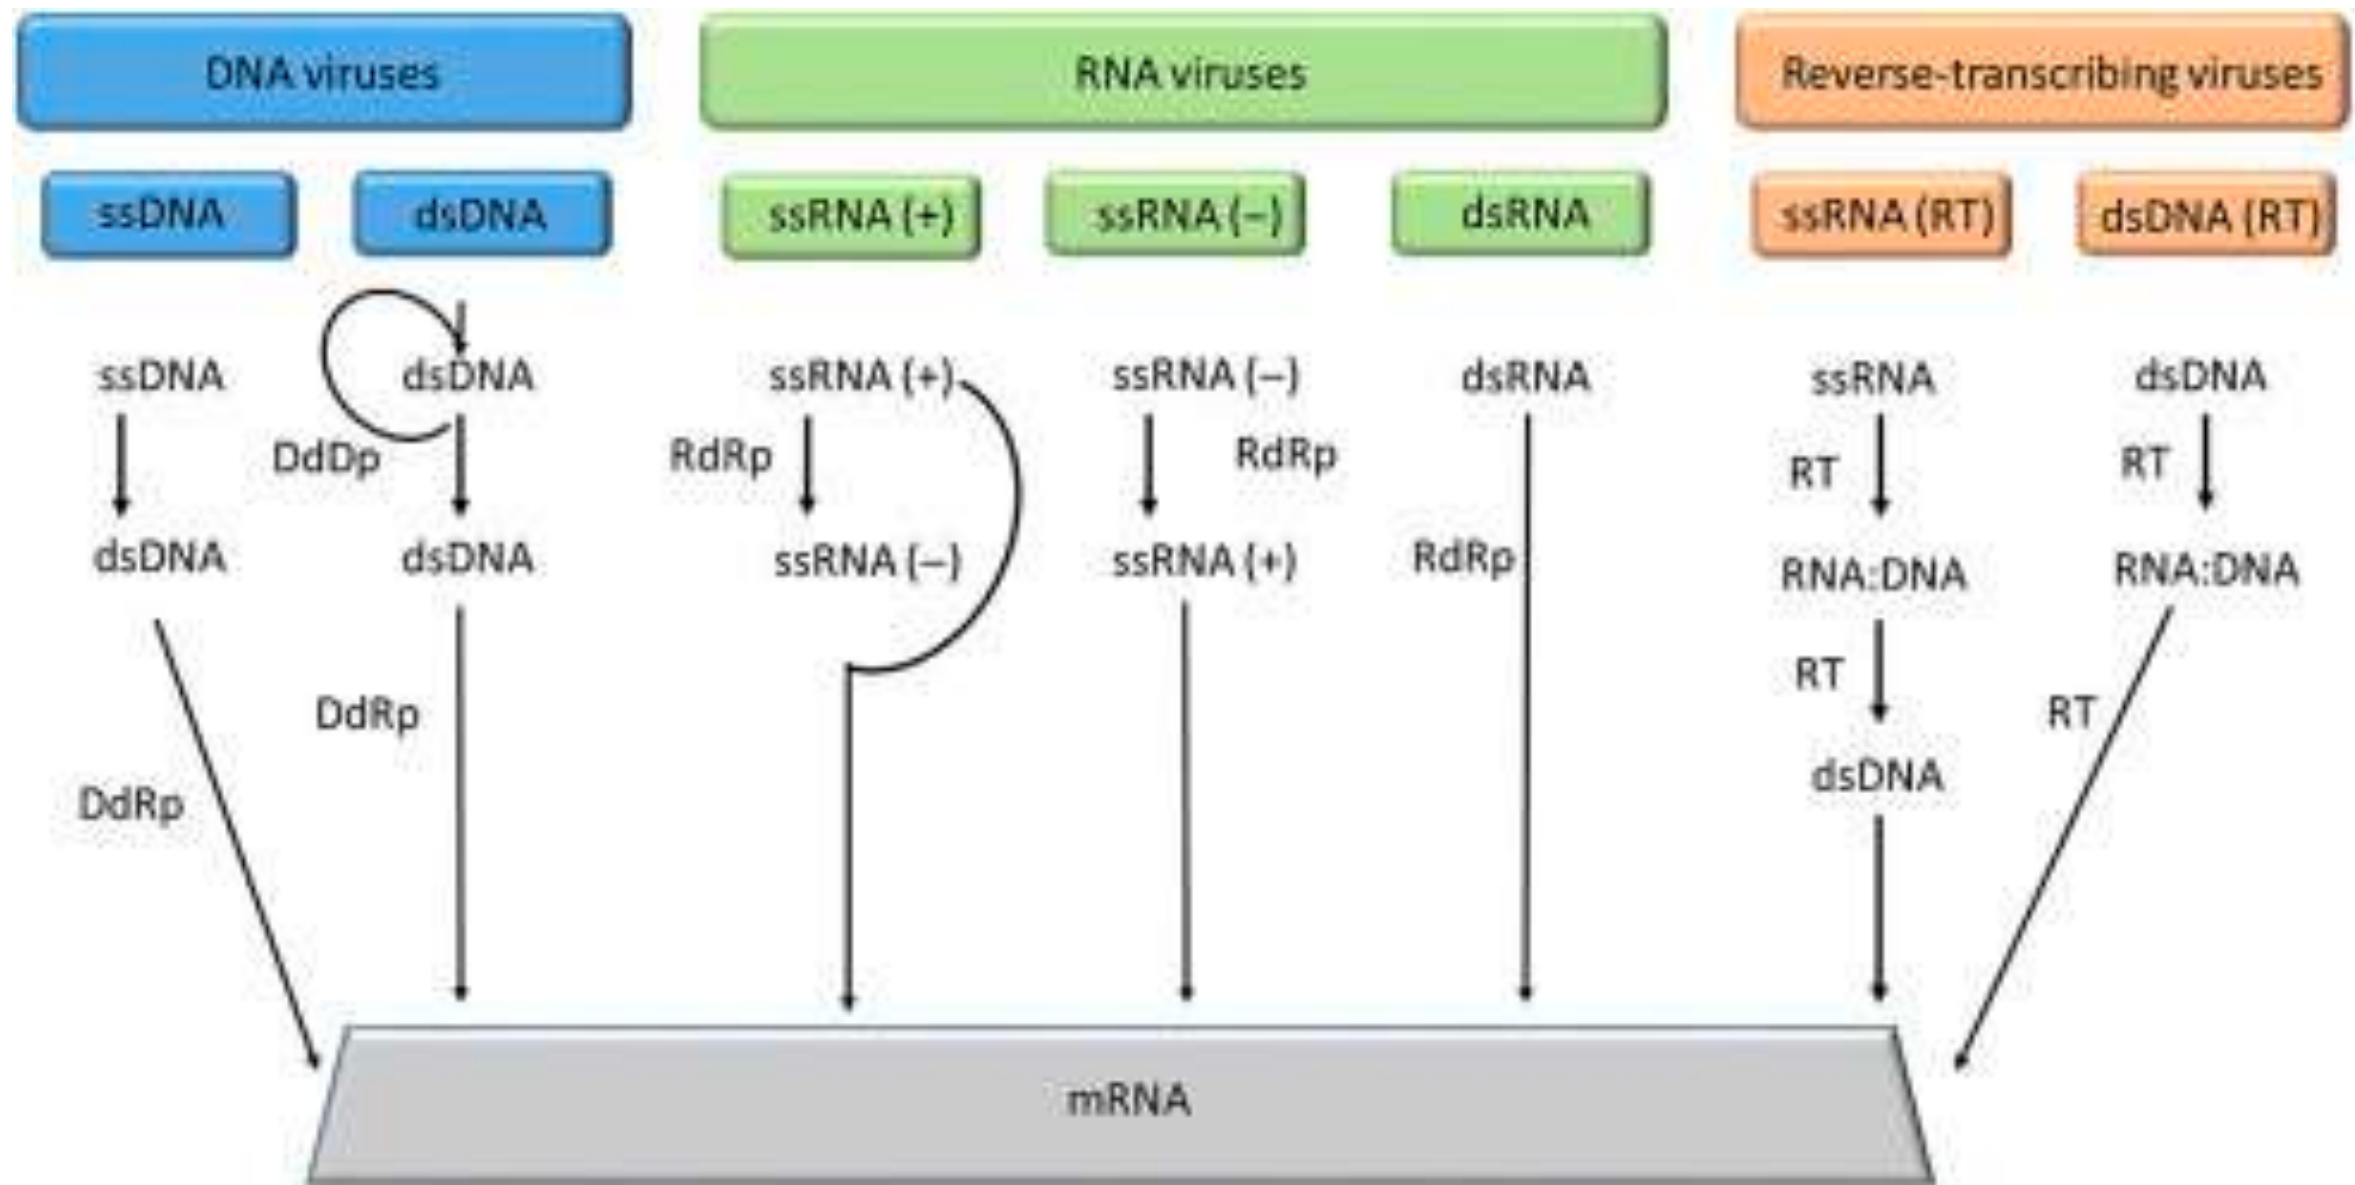 DNA viruses
RNA viruses
Reverse-transcribing viruses
ssDNA
dsDNA
ssRNA (+)
ssRNA (–)
dsRNA
ssRNA (RT)
dsDNA (RT)
ssDNA
dsDNA
ssRNA (+)
ssRNA (–)
dsRNA
ssRNA
dsDNA
DdDp
RdRp
RdRp
RT
RT
dsDNA
dsDNA
ssRNA (–)
ssRNA (+)
RdRp
RNA:DNA
RNA:DNA
RT
DdRp
RT
DdRp
dsDNA
mRNA